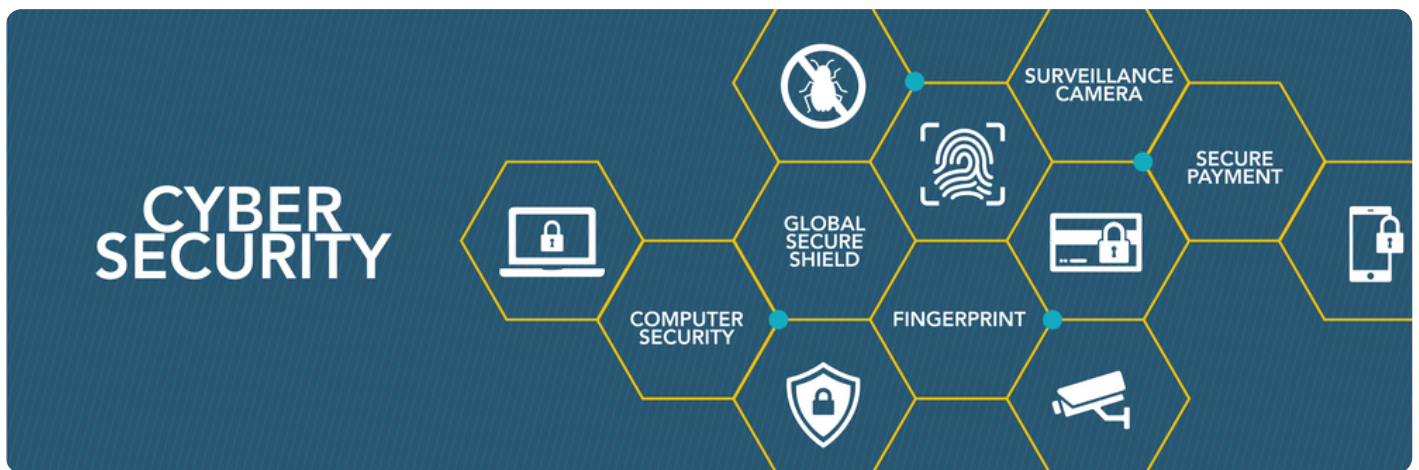 CYBER
SECURITY
SURVEILLANCE
CAMERA
SECURE
PAYMENT
GLOBAL
SECURE
SHIELD
COMPUTER
SECURITY
FINGERPRINT